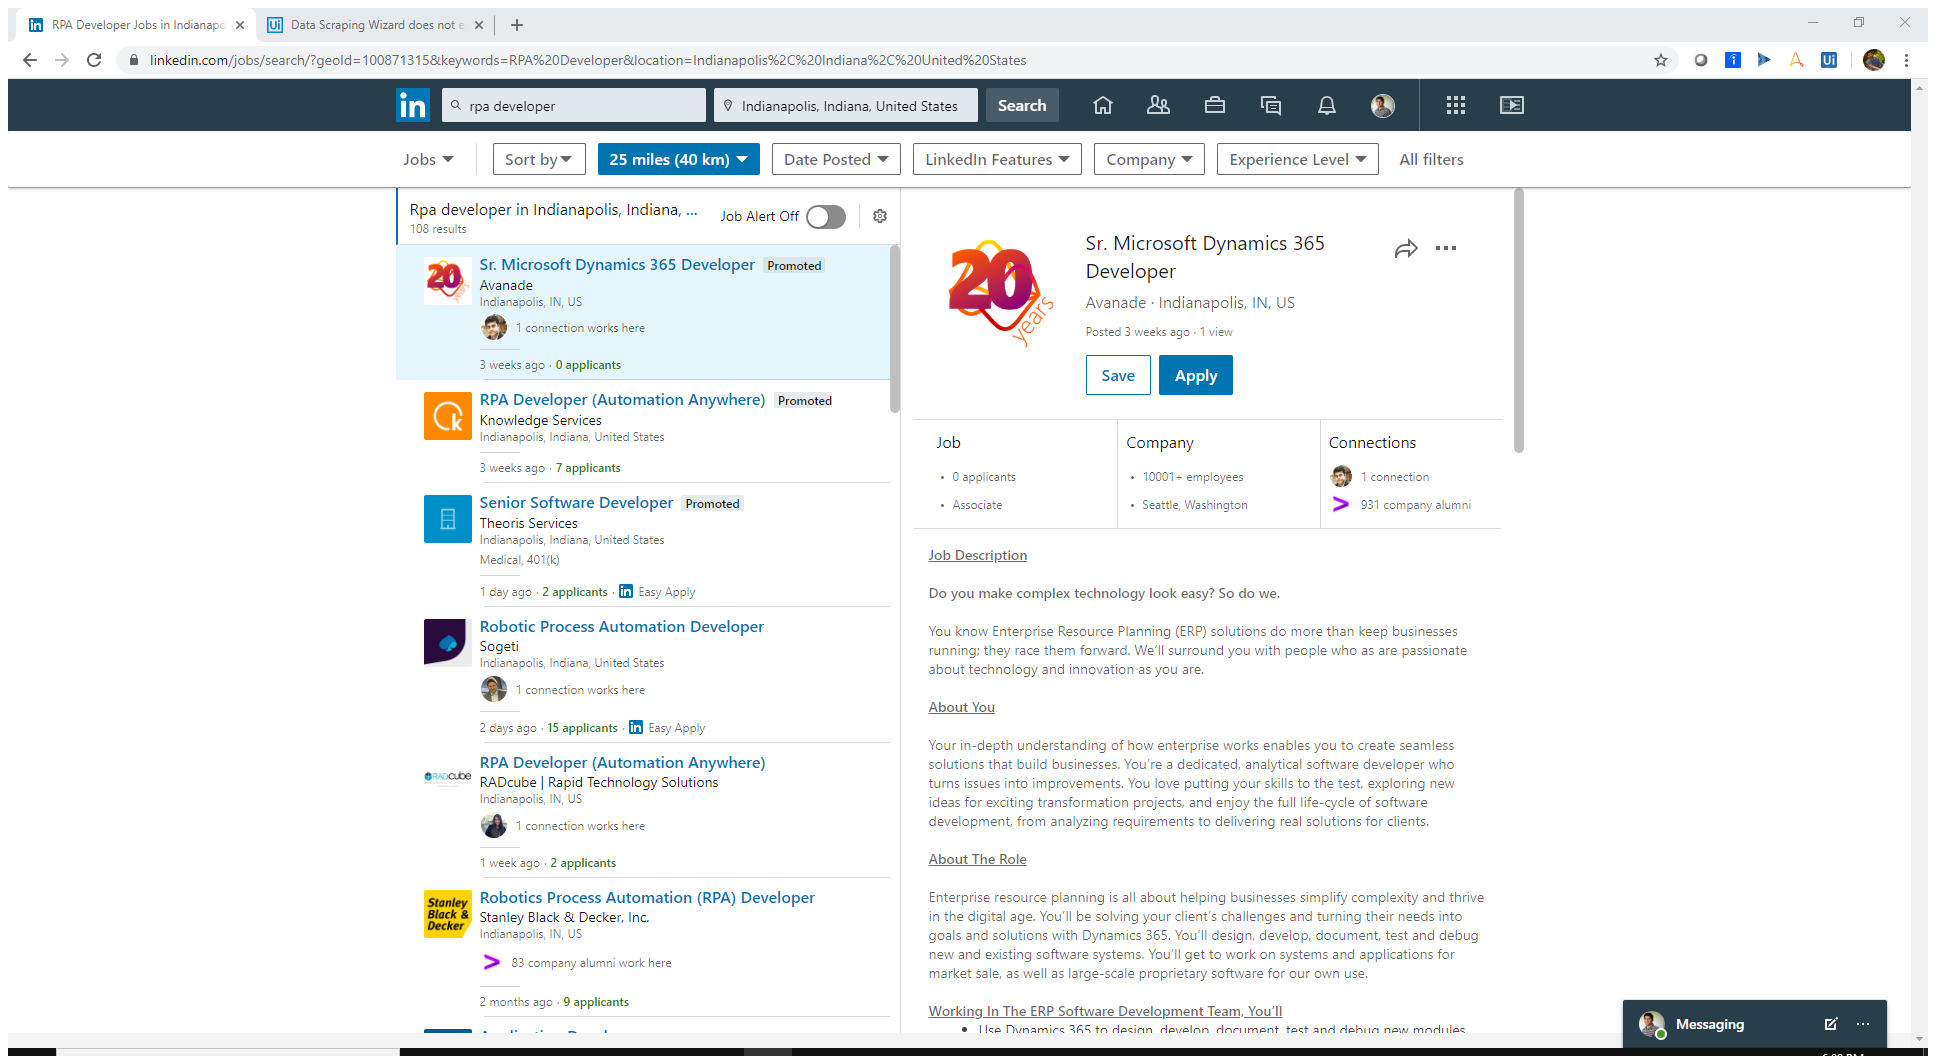 RPA Developer Jobs in Indianapo
Data Scraping Wizard does not e
linkedin.com/jobs/search/?geoId=100871315&keywords=RPA%20Developer&location=Indianapolis%2C%20Indiana%2C%20United%20States
in
rpa developer
Indianapolis, Indiana, United States
Search
Jobs
Sort by
25 miles (40 km)
Date Posted
LinkedIn Features
Company
Experience Level
All filters
Rpa developer in Indianapolis, Indiana, ...
108 results
Job Alert Off
20 years
Sr. Microsoft Dynamics 365 Developer Promoted
Avanade
Indianapolis, IN, US
1 connection works here
3 weeks ago · 0 applicants
RPA Developer (Automation Anywhere) Promoted
Knowledge Services
Indianapolis, Indiana, United States
3 weeks ago · 7 applicants
Senior Software Developer Promoted
Theoris Services
Indianapolis, Indiana, United States
Medical, 401(k)
1 day ago · 2 applicants · in Easy Apply
Robotic Process Automation Developer
Sogeti
Indianapolis, Indiana, United States
1 connection works here
2 days ago · 15 applicants · in Easy Apply
RADcube
RPA Developer (Automation Anywhere)
RADcube | Rapid Technology Solutions
Indianapolis, IN, US
1 connection works here
1 week ago · 2 applicants
Stanley
Black &
Decker
Robotics Process Automation (RPA) Developer
Stanley Black & Decker, Inc.
Indianapolis, IN, US
83 company alumni work here
2 months ago · 9 applicants
20 years
Sr. Microsoft Dynamics 365
Developer
Avanade · Indianapolis, IN, US
Posted 3 weeks ago · 1 view
Save
Apply
Job
• 0 applicants
• Associate
Company
• 10001+ employees
• Seattle, Washington
Connections
1 connection
931 company alumni
Job Description
Do you make complex technology look easy? So do we.
You know Enterprise Resource Planning (ERP) solutions do more than keep businesses
running; they race them forward. We'll surround you with people who as are passionate
about technology and innovation as you are.
About You
Your in-depth understanding of how enterprise works enables you to create seamless
solutions that build businesses. You're a dedicated, analytical software developer who
turns issues into improvements. You love putting your skills to the test, exploring new
ideas for exciting transformation projects, and enjoy the full life-cycle of software
development, from analyzing requirements to delivering real solutions for clients.
About The Role
Enterprise resource planning is all about helping businesses simplify complexity and thrive
in the digital age. You'll be solving your client's challenges and turning their needs into
goals and solutions with Dynamics 365. You'll design, develop, document, test and debug
new and existing software systems. You'll get to work on systems and applications for
market sale, as well as large-scale proprietary software for our own use.
Working In The ERP Software Development Team, You'll
• Use Dynamics 365 to design, develop, document, test and debug new modules
Messaging